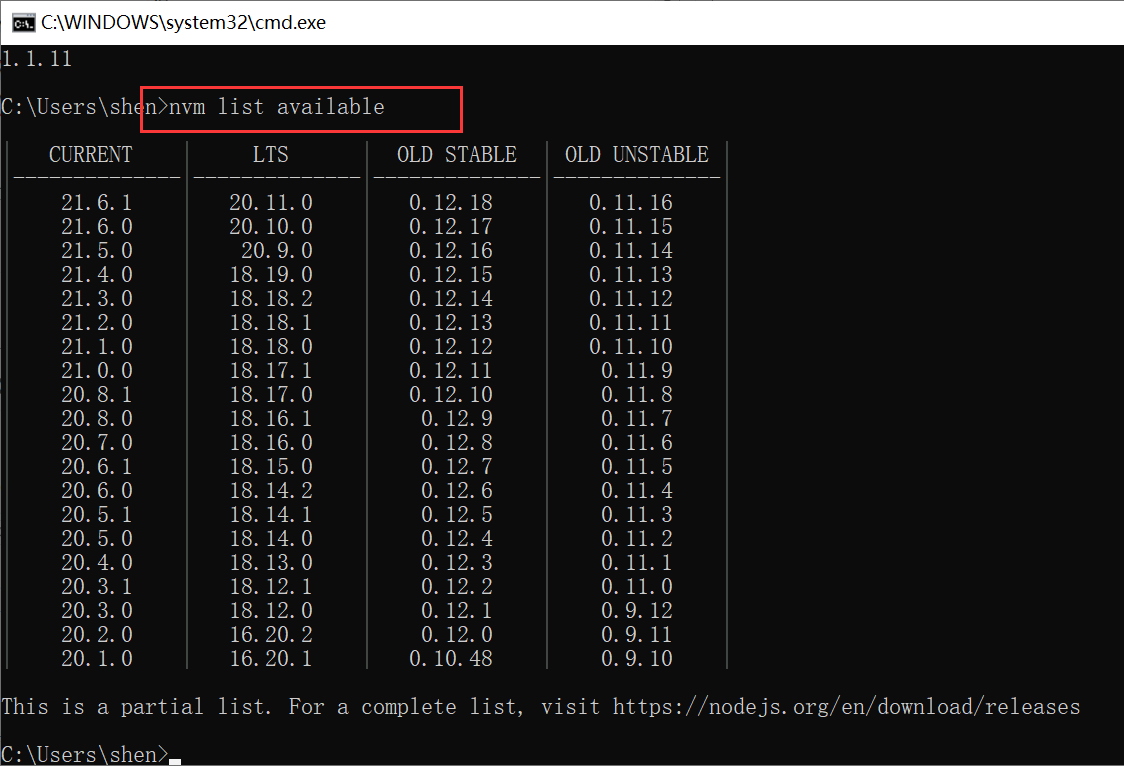 C:\WINDOWS\system32\cmd.exe
1.1.11
C:\Users\shen>nvm list available
CURRENT LTS OLD STABLE OLD UNSTABLE
21.6.1 20.11.0 0.12.18 0.11.16
21.6.0 20.10.0 0.12.17 0.11.15
21.5.0 20.9.0 0.12.16 0.11.14
21.4.0 18.19.0 0.12.15 0.11.13
21.3.0 18.18.2 0.12.14 0.11.12
21.2.0 18.18.1 0.12.13 0.11.11
21.1.0 18.18.0 0.12.12 0.11.10
21.0.0 18.17.1 0.12.11 0.11.9
20.8.1 18.17.0 0.12.10 0.11.8
20.8.0 18.16.1 0.12.9 0.11.7
20.7.0 18.16.0 0.12.8 0.11.6
20.6.1 18.15.0 0.12.7 0.11.5
20.6.0 18.14.2 0.12.6 0.11.4
20.5.1 18.14.1 0.12.5 0.11.3
20.5.0 18.14.0 0.12.4 0.11.2
20.4.0 18.13.0 0.12.3 0.11.1
20.3.1 18.12.1 0.12.2 0.11.0
20.3.0 18.12.0 0.12.1 0.9.12
20.2.0 16.20.2 0.12.0 0.9.11
20.1.0 16.20.1 0.10.48 0.9.10
This is a partial list. For a complete list, visit https://nodejs.org/en/download/releases
C:\Users\shen>